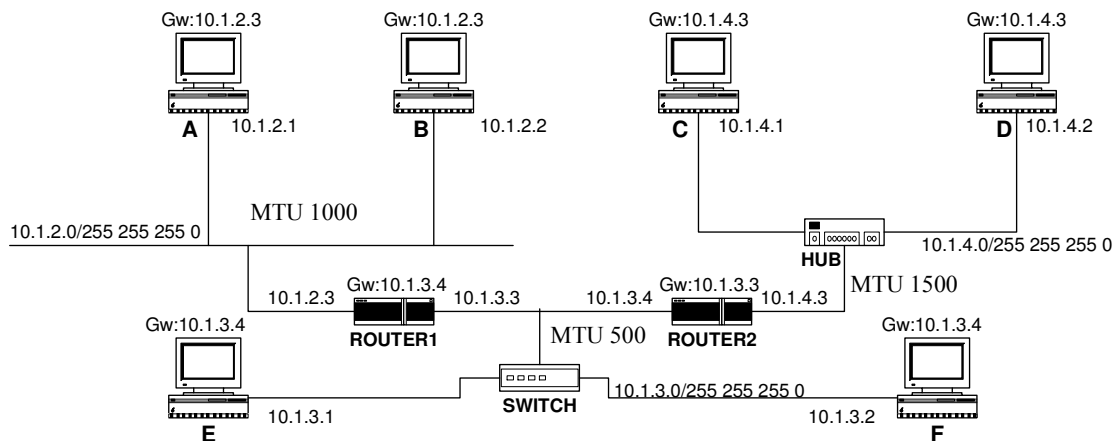 Gw:10.1.2.3
Gw:10.1.2.3
Gw:10.1.4.3
Gw:10.1.4.3
A
10.1.2.1
B
10.1.2.2
C
10.1.4.1
D
10.1.4.2
MTU 1000
10.1.2.0/255 255 255 0
HUB
10.1.4.0/255 255 255 0
Gw:10.1.3.4
Gw:10.1.3.3
MTU 1500
10.1.2.3
10.1.3.3
10.1.3.4
10.1.4.3
ROUTER1
MTU 500
ROUTER2
Gw:10.1.3.4
Gw:10.1.3.4
10.1.3.0/255 255 255 0
SWITCH
10.1.3.1
10.1.3.2
E
F